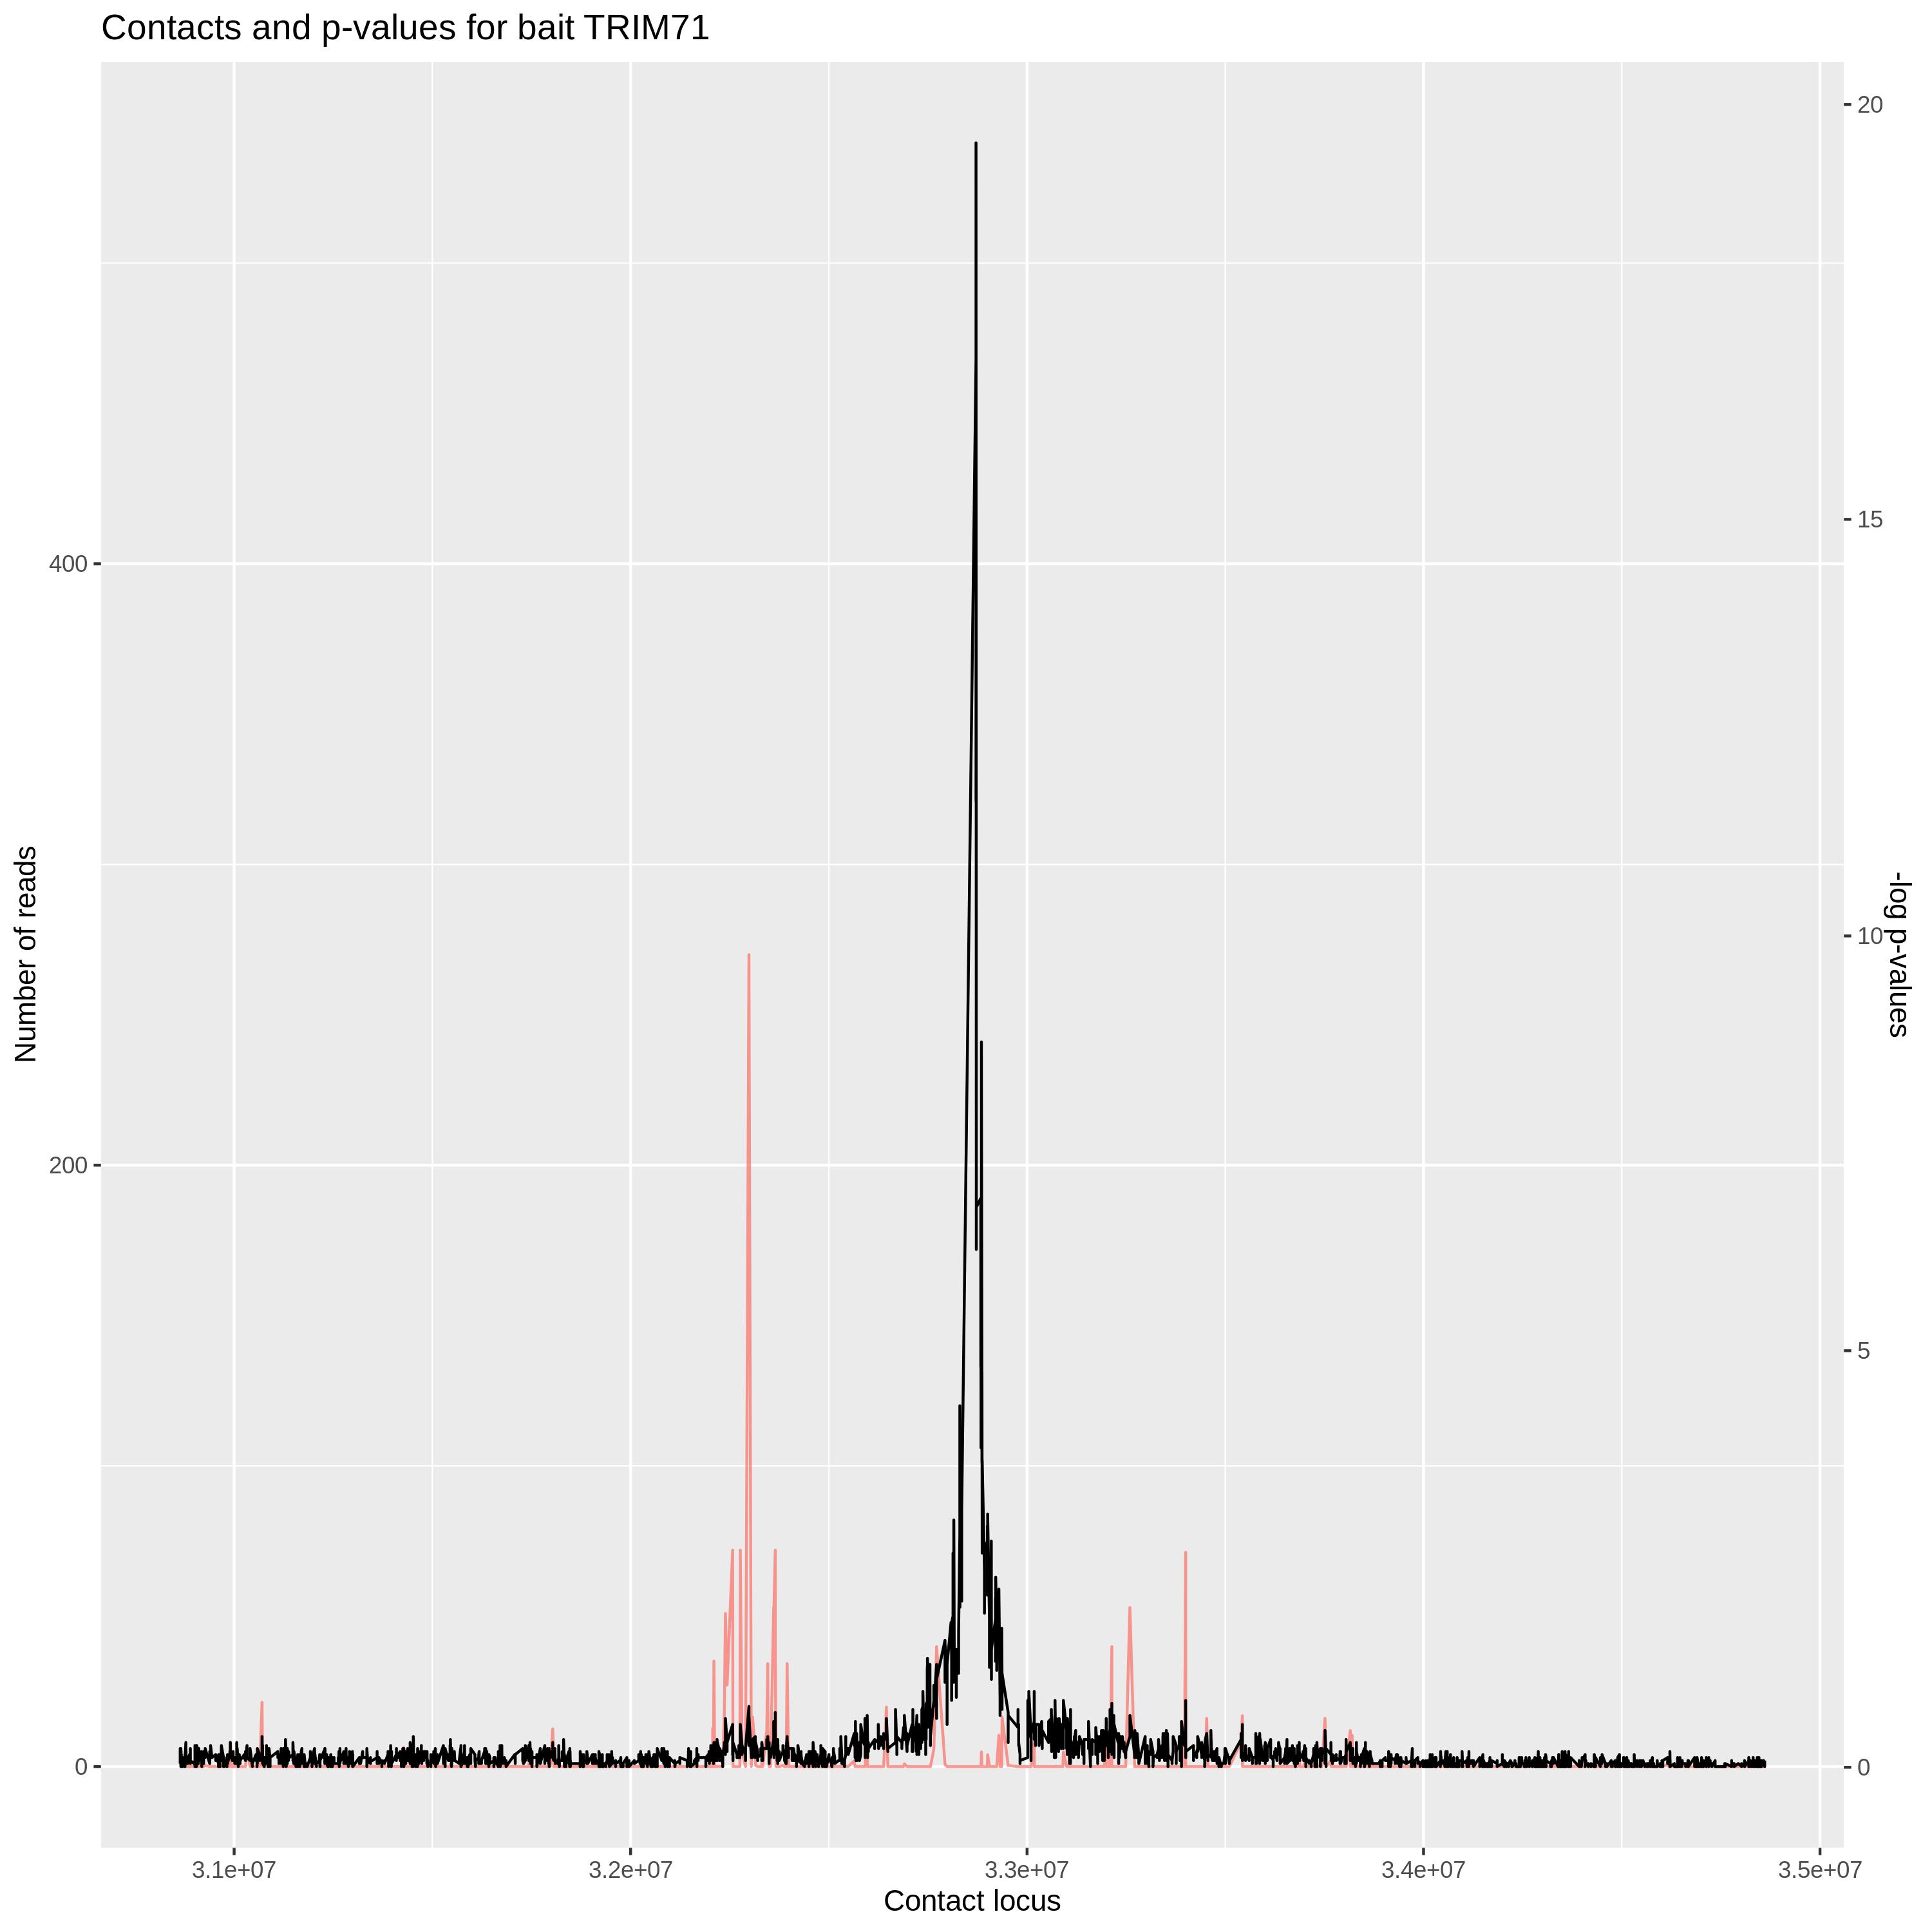 Contacts and p-values for bait TRIM71
Number of reads
400
200
0
20
15
10
5
0
-log p-values
3.1e+07
3.2e+07
3.3e+07
3.4e+07
3.5e+07
Contact locus